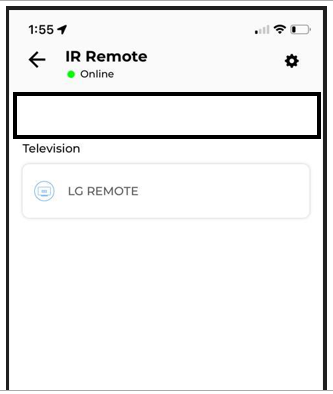 1:55
IR Remote
Online
Television
LG REMOTE